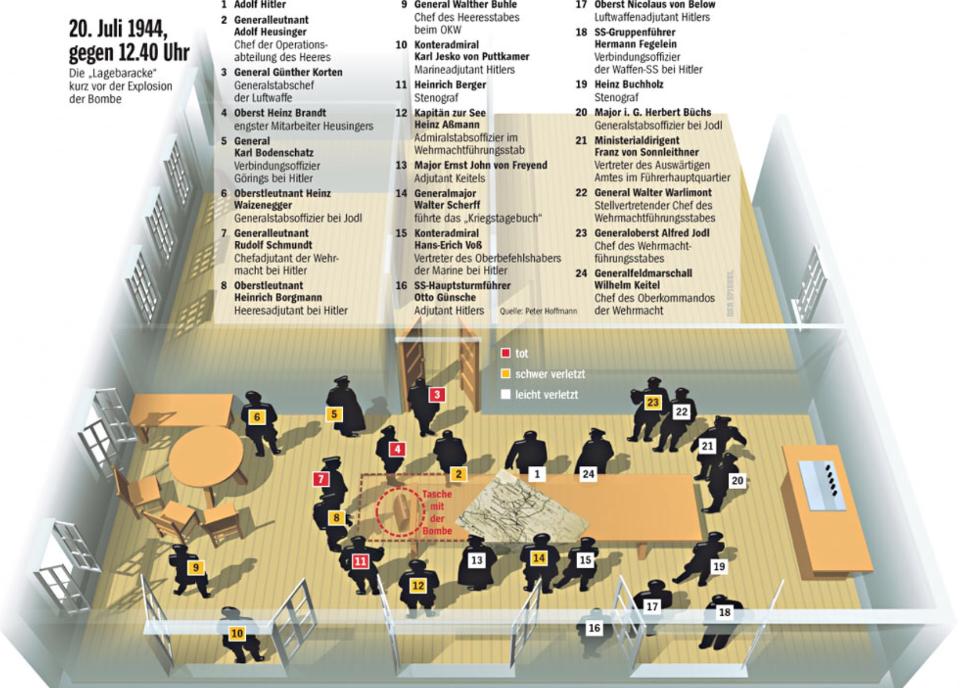 20. Juli 1944,
gegen 12.40 Uhr
Die „Lagebaracke“
kurz vor der Explosion
der Bombe
1 Adolf Hitler
2 Generalleutnant
Adolf Heusinger
Chef der Operations-
abteilung des Heeres
3 General Günther Korten
Generalstabschef
der Luftwaffe
4 Oberst Heinz Brandt
engster Mitarbeiter Heusingers
5 General
Karl Bodenschatz
Verbindungsoffizier
Görings bei Hitler
6 Oberstleutnant Heinz
Waizenegger
Generalstabsoffizier bei Jodl
7 Generalleutnant
Rudolf Schmundt
Chefadjutant der Wehr-
macht bei Hitler
8 Oberstleutnant
Heinrich Borgmann
Heeresadjutant bei Hitler
9 General Walther Buhle
Chef des Heeresstabes
beim OKW
10 Konteradmiral
Karl Jesko von Puttkamer
Marineadjutant Hitlers
11 Heinrich Berger
Stenograf
12 Kapitän zur See
Heinz Aßmann
Admiralstabsoffizier im
Wehrmachtführungsstab
13 Major Ernst John von Freyend
Adjutant Keitels
14 Generalmajor
Walter Scherff
führte das „Kriegstagebuch“
15 Konteradmiral
Hans-Erich Voß
Vertreter des Oberbefehlshabers
der Marine bei Hitler
16 SS-Hauptsturmführer
Otto Günsche
Adjutant Hitlers
17 Oberst Nicolaus von Below
Luftwaffenadjutant Hitlers
18 SS-Gruppenführer
Hermann Fegelein
Verbindungsoffizier
der Waffen-SS bei Hitler
19 Heinz Buchholz
Stenograf
20 Major i. G. Herbert Büchs
Generalstabsoffizier bei Jodl
21 Ministerialdirigent
Franz von Sonnleithner
Vertreter des Auswärtigen
Amtes im Führerhauptquartier
22 General Walter Warlimont
Stellvertretender Chef des
Wehrmachtführungsstabes
23 Generaloberst Alfred Jodl
Chef des Wehrmacht-
führungsstabes
24 Generalfeldmarschall
Wilhelm Keitel
Chef des Oberkommandos
der Wehrmacht
Quelle: Peter Hoffmann
DER SPIEGEL
tot
schwer verletzt
leicht verletzt
3
23
22
6
5
21
4
2
1
24
7
20
Tasche
mit
der
Bombe
8
11
13
14
15
19
9
12
17
18
16
10